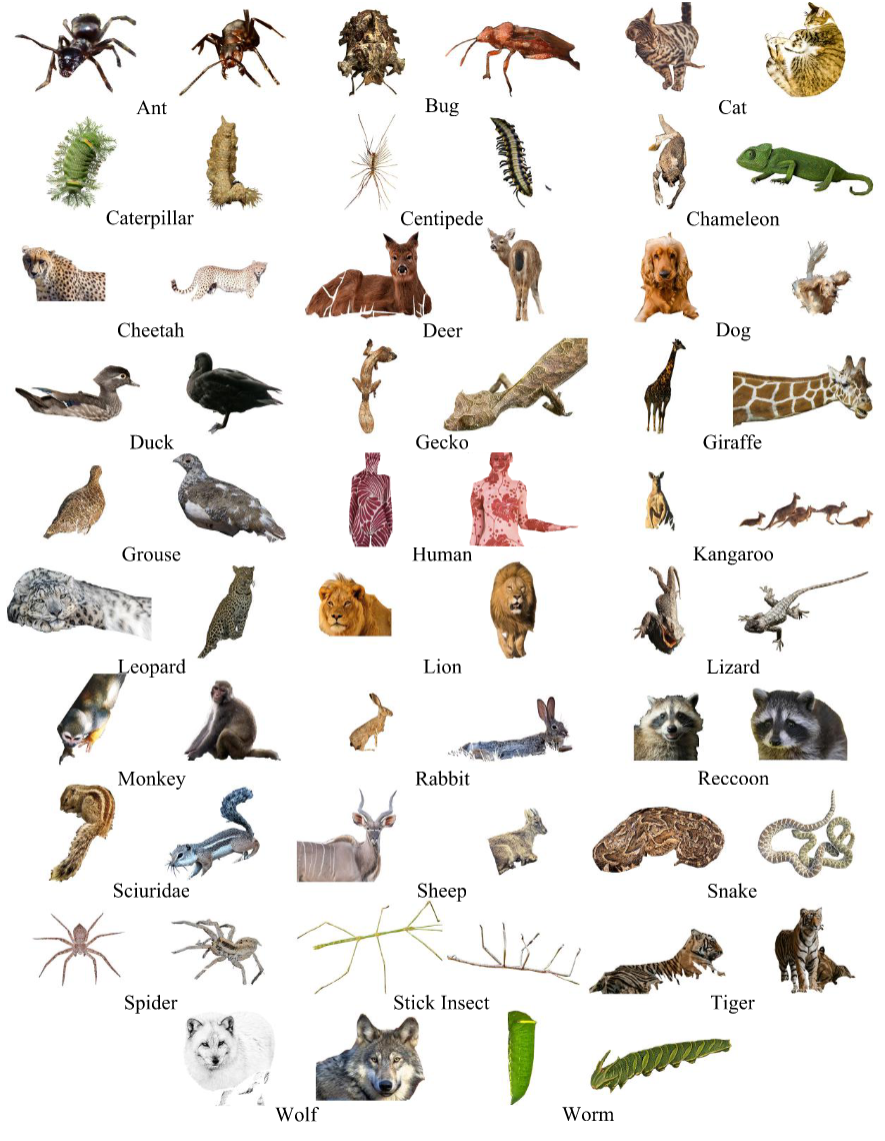 Ant Bug Cat
Caterpillar Centipede Chameleon
Cheetah Deer Dog
Duck Gecko Giraffe
Grouse Human Kangaroo
Leopard Lion Lizard
Monkey Rabbit Reccoon
Sciuridae Sheep Snake
Spider Stick Insect Tiger
Wolf Worm